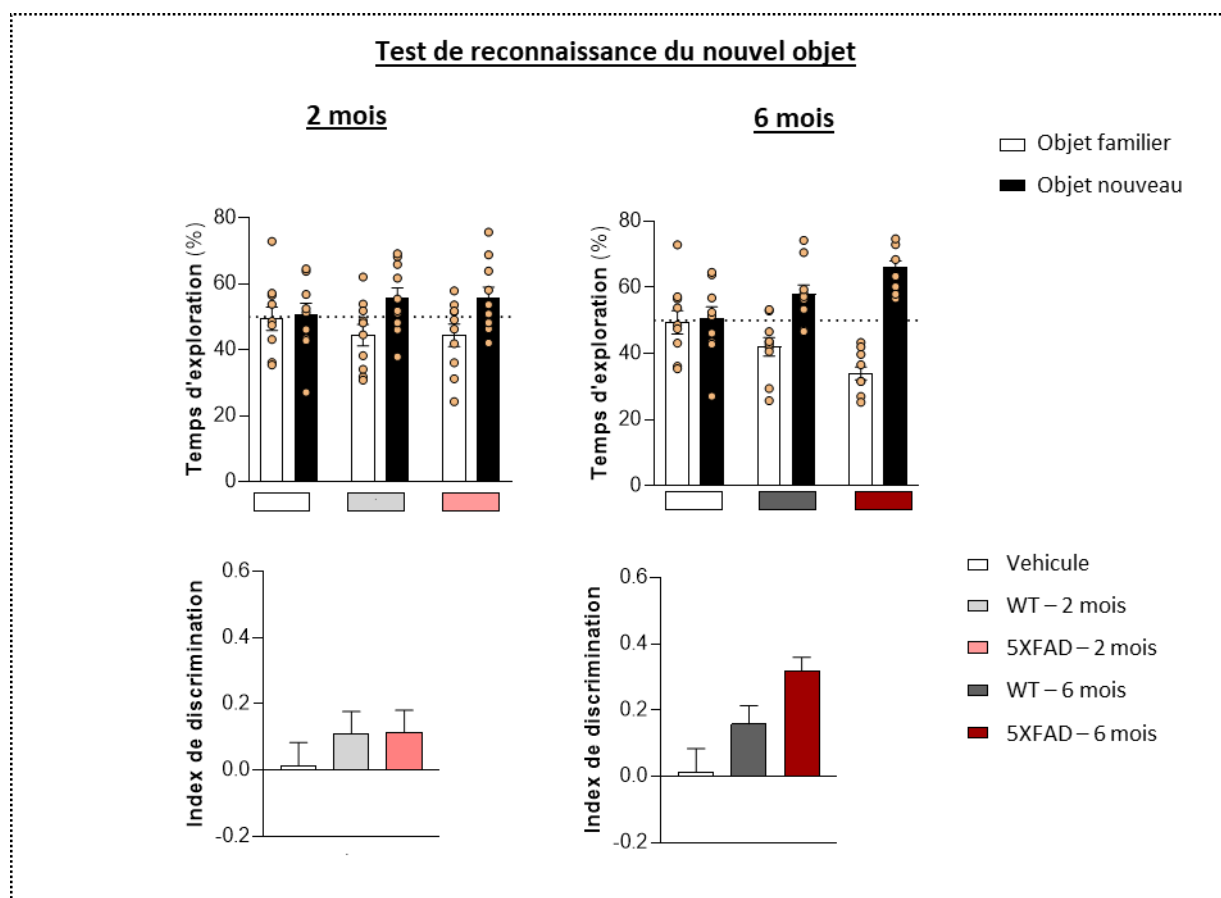 Test de reconnaissance du nouvel objet
2 mois
6 mois
Objet familier
Objet nouveau
Temps d'exploration (%)
80
60
40
20
0
Temps d'exploration (%)
80
60
40
20
0
Index de discrimination
0.6
0.4
0.2
0.0
-0.2
Index de discrimination
0.6
0.4
0.2
0.0
-0.2
Vehicule
WT – 2 mois
5XFAD – 2 mois
WT – 6 mois
5XFAD – 6 mois